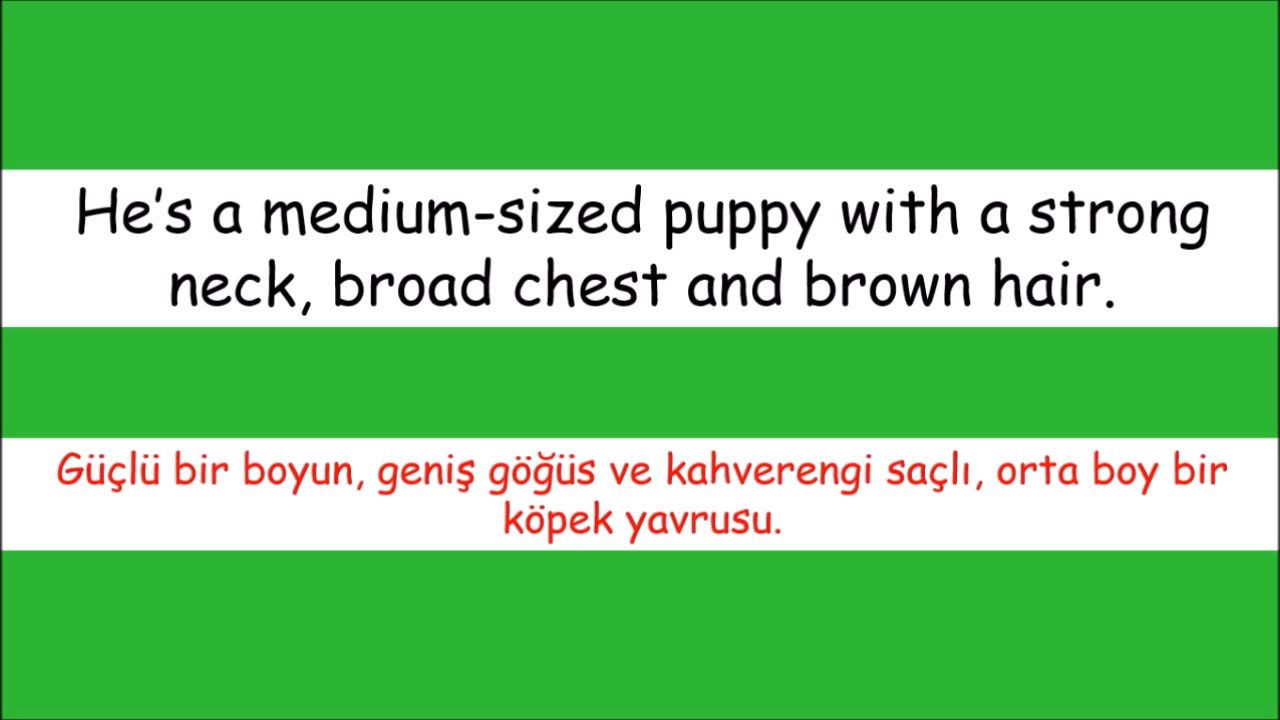 He's a medium-sized puppy with a strong
neck, broad chest and brown hair.
Güçlü bir boyun, geniş göğüs ve kahverengi saçlı, orta boy bir
köpek yavrusu.